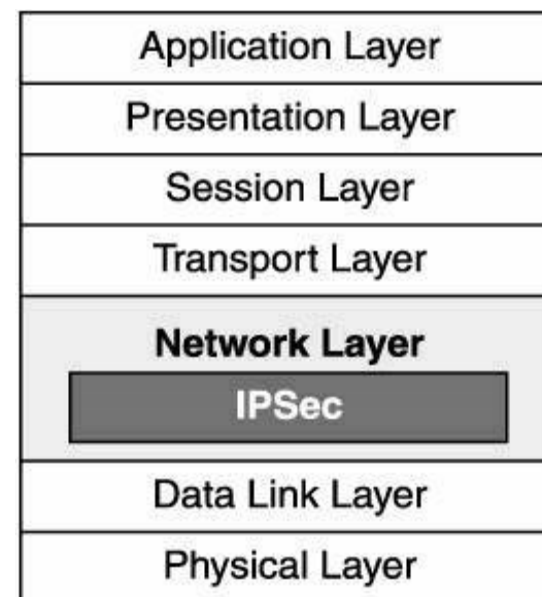 Application Layer
Presentation Layer
Session Layer
Transport Layer
Network Layer
IPSec
Data Link Layer
Physical Layer